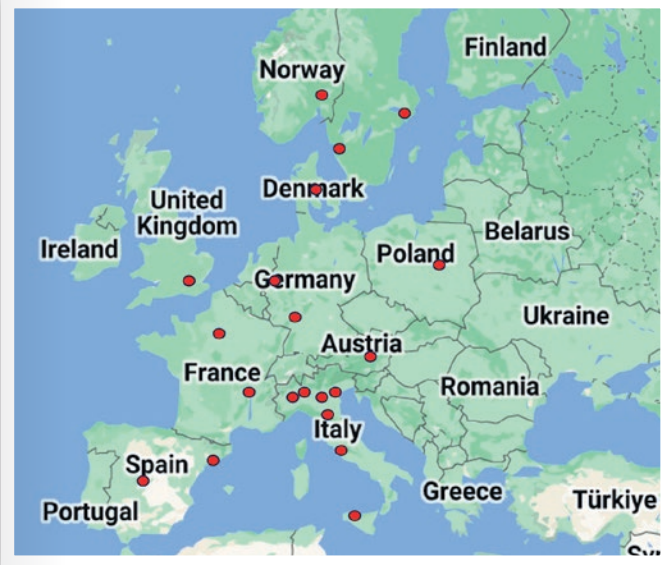 Finland
Norway
Denmark
United
Kingdom
Ireland
Belarus
Poland
Germany
Ukraine
Austria
France
Romania
Italy
Spain
Greece
Türkiye
Portugal